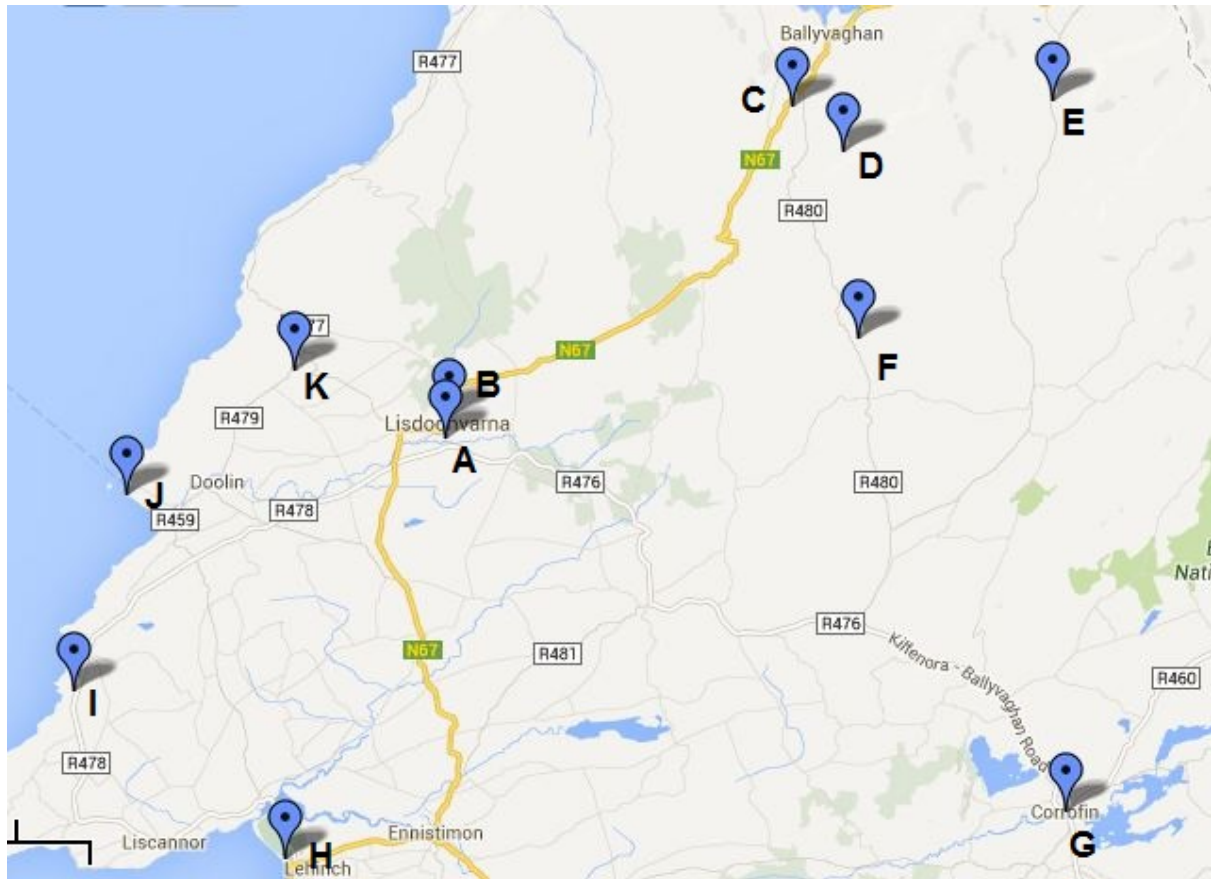 Ballyvaghan
R477
C
E
D
N67
R480
R477
F
K
N67
B
R479
Lisdoonvarna
A
J
Doolin
R476
R480
R478
R459
R476
Kilfenora - Ballyvaghan Road
N67
R481
R460
I
R478
Corrofin
Liscannor
Ennistimon
H
G
Lehinch